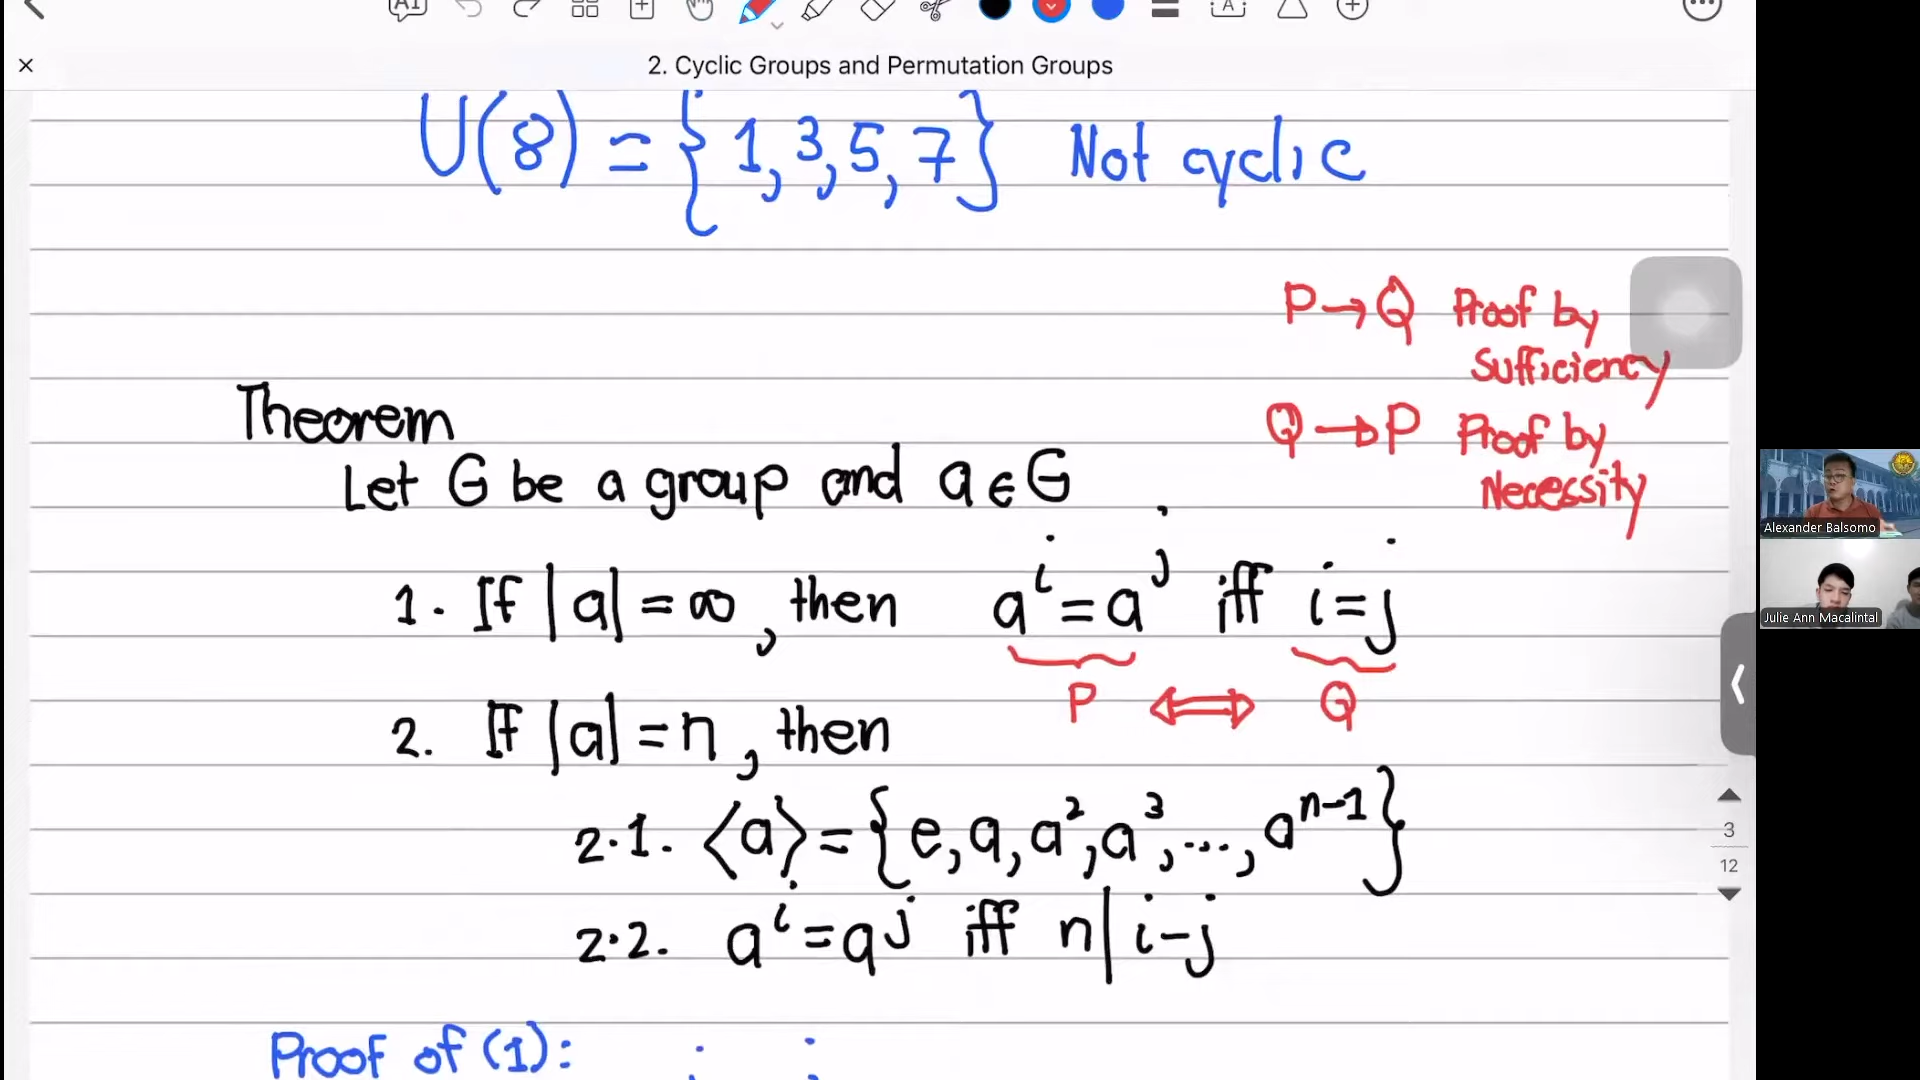 2. Cyclic Groups and Permutation Groups
U(8) = {1, 3, 5, 7} Not cyclic
P → Q Proof by
Sufficiency
Q → P Proof by
Necessity
Theorem
Let G be a group and a ∈ G
1. If |a| = ∞, then a^i = a^j iff i = j
P ⟺ Q
2. If |a| = n, then
2.1. ⟨a⟩ = {e, a, a², a³, ..., a^{n-1}}
2.2. a^i = a^j iff n | i - j
Proof of (1):
3
12
Alexander Balsomo
Julie Ann Macalintal